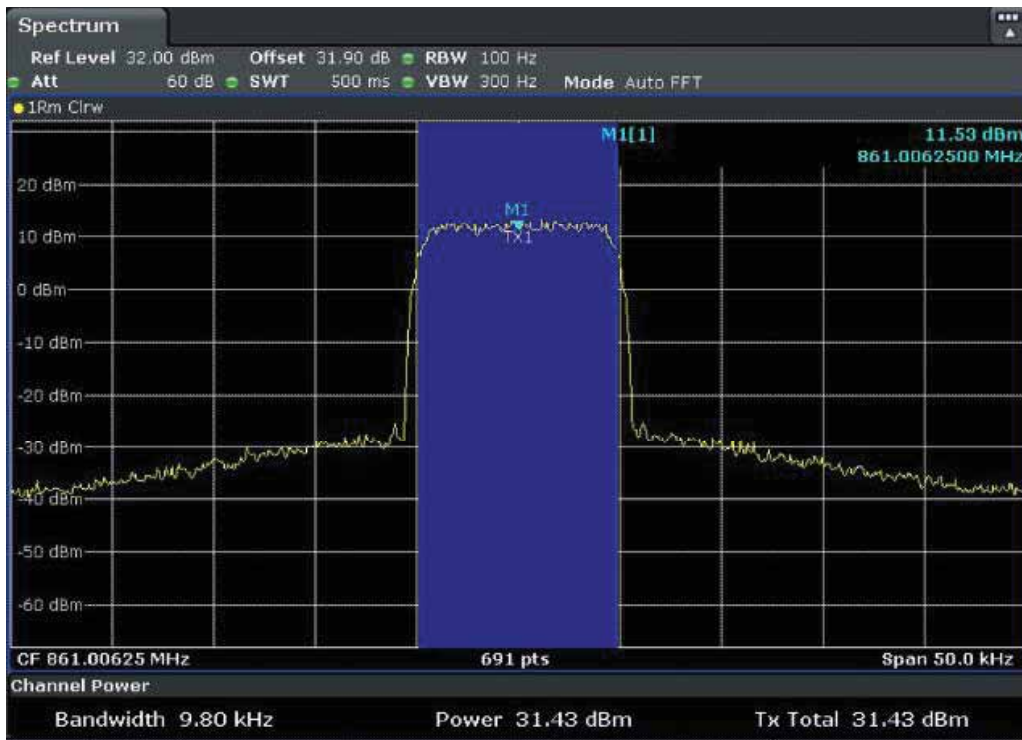 Spectrum
Ref Level 32.00 dBm Offset 31.90 dB RBW 100 Hz
Att 60 dB SWT 500 ms VBW 300 Hz Mode Auto FFT
1Rm Clrw
M1[1] 11.53 dBm
861.0062500 MHz
20 dBm
M1
10 dBm
TX1
0 dBm
-10 dBm
-20 dBm
-30 dBm
-40 dBm
-50 dBm
-60 dBm
CF 861.00625 MHz 691 pts Span 50.0 kHz
Channel Power
Bandwidth 9.80 kHz Power 31.43 dBm Tx Total 31.43 dBm